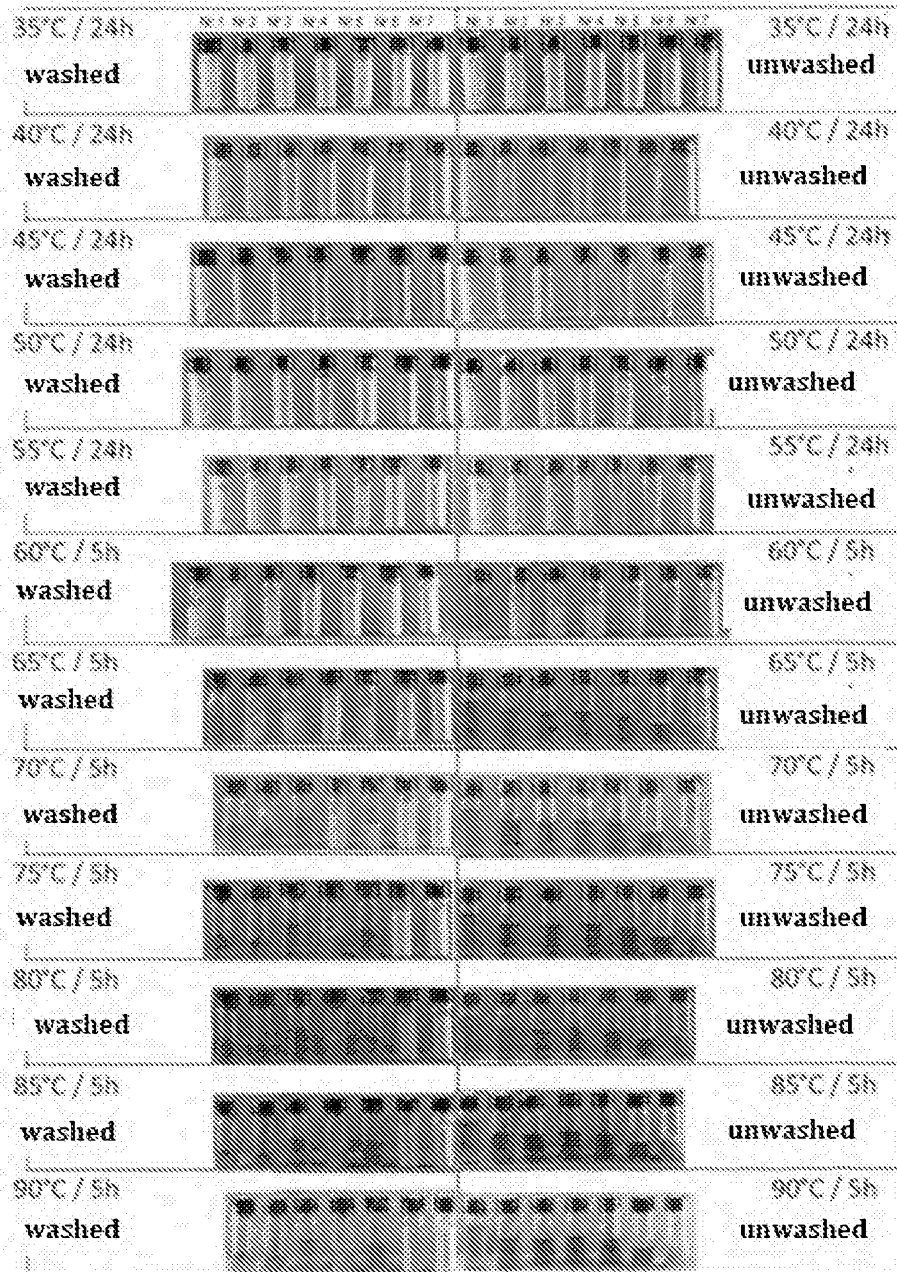 35°C / 24h 35°C / 24h
washed unwashed
40°C / 24h 40°C / 24h
washed unwashed
45°C / 24h 45°C / 24h
washed unwashed
50°C / 24h 50°C / 24h
washed unwashed
55°C / 24h 55°C / 24h
washed unwashed
60°C / 5h 60°C / 5h
washed unwashed
65°C / 5h 65°C / 5h
washed unwashed
70°C / 5h 70°C / 5h
washed unwashed
75°C / 5h 75°C / 5h
washed unwashed
80°C / 5h 80°C / 5h
washed unwashed
85°C / 5h 85°C / 5h
washed unwashed
90°C / 5h 90°C / 5h
washed unwashed